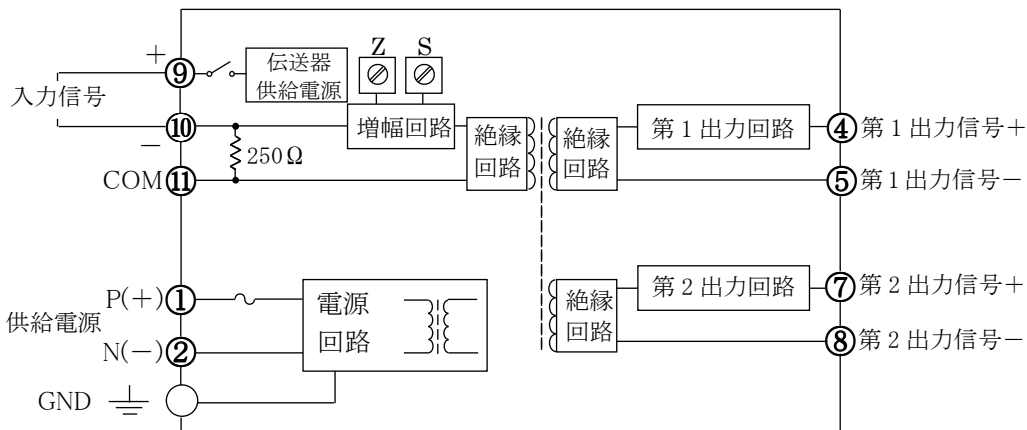 Z S
+
⑨
伝送器
供給電源
入力信号
⑩
−
増幅回路
250Ω
COM
⑪
絶縁
回路
絶縁
回路
第1出力回路
④
第1出力信号+
⑤
第1出力信号−
供給電源
P(+)
①
N(−)
②
電源
回路
GND
絶縁
回路
第2出力回路
⑦
第2出力信号+
⑧
第2出力信号−